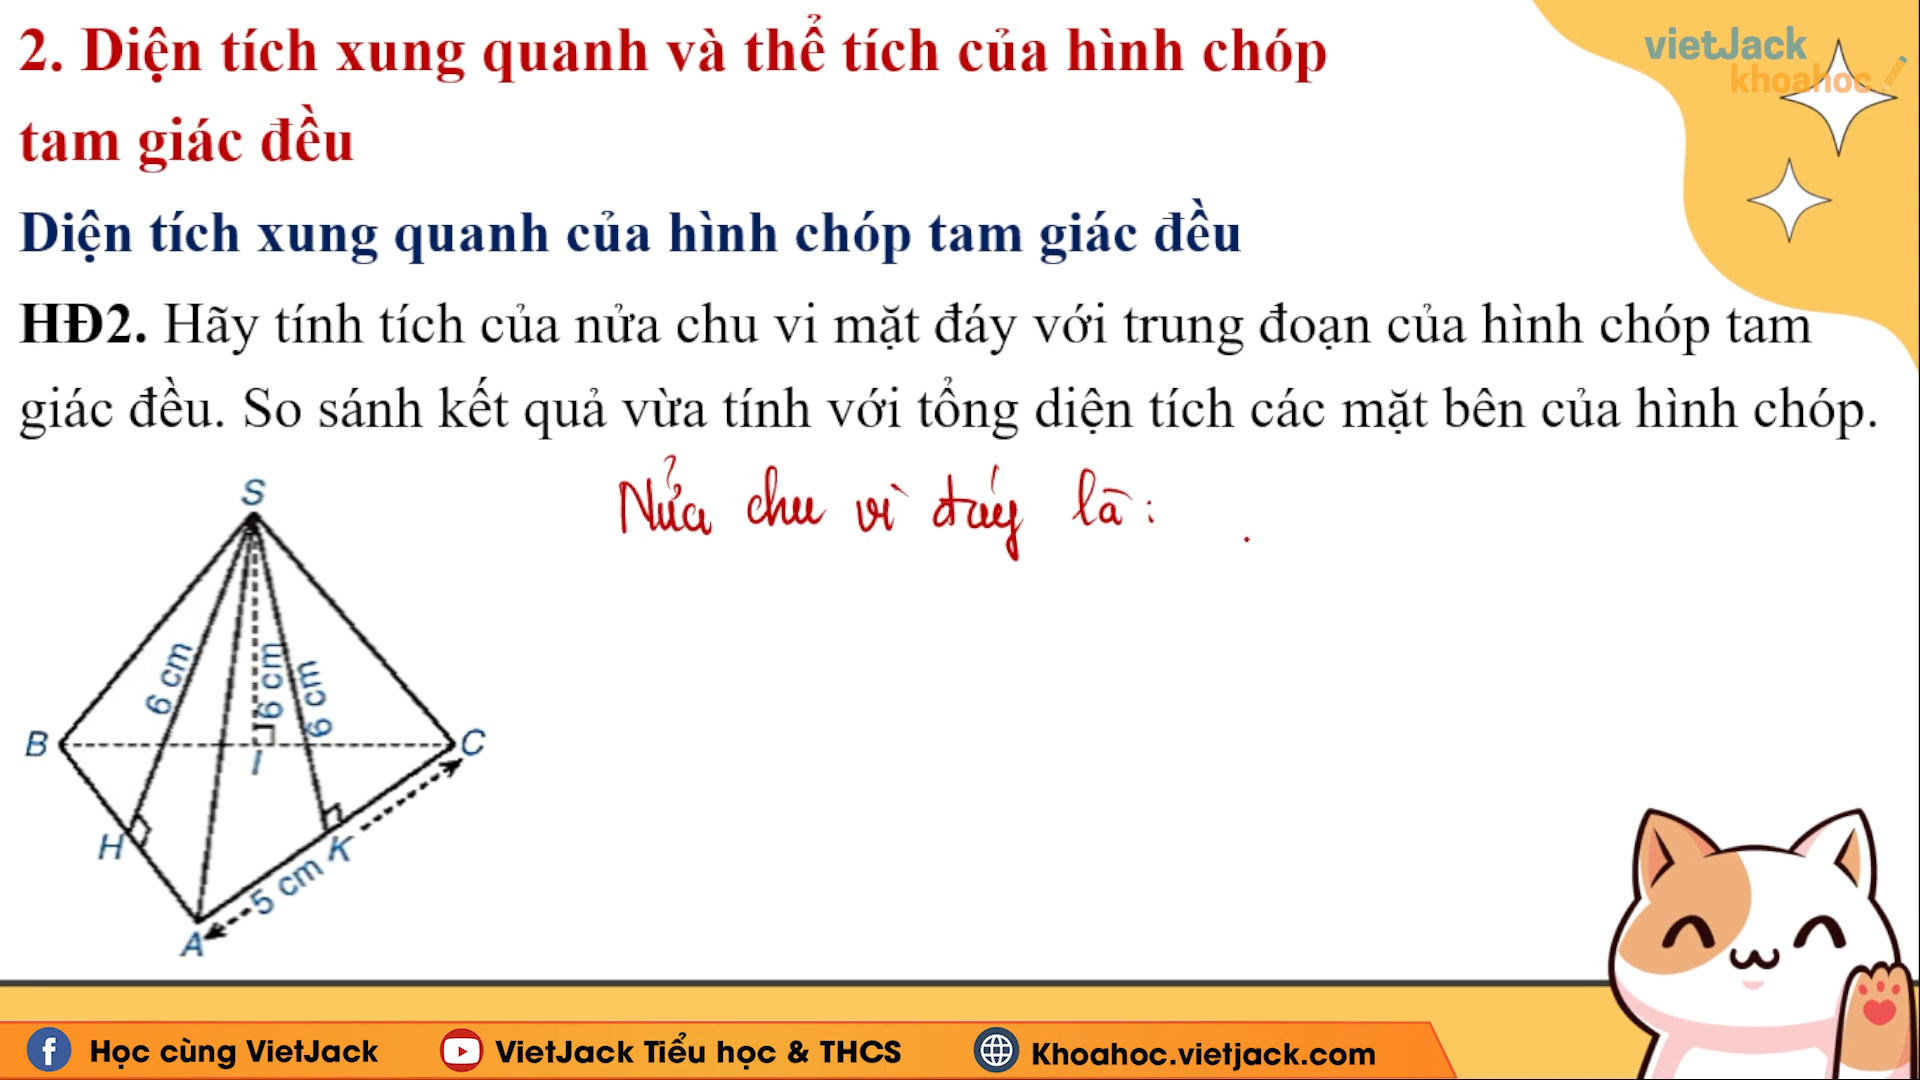 2. Diện tích xung quanh và thể tích của hình chóp
tam giác đều
Diện tích xung quanh của hình chóp tam giác đều
HĐ2. Hãy tính tích của nửa chu vi mặt đáy với trung đoạn của hình chóp tam
giác đều. So sánh kết quả vừa tính với tổng diện tích các mặt bên của hình chóp.
Nửa chu vi đáy là:
S
6 cm
6 cm
6 cm
B
I
C
H
K
5 cm
A
vietJack
khoahoc
Học cùng VietJack
VietJack Tiểu học & THCS
Khoahoc.vietjack.com